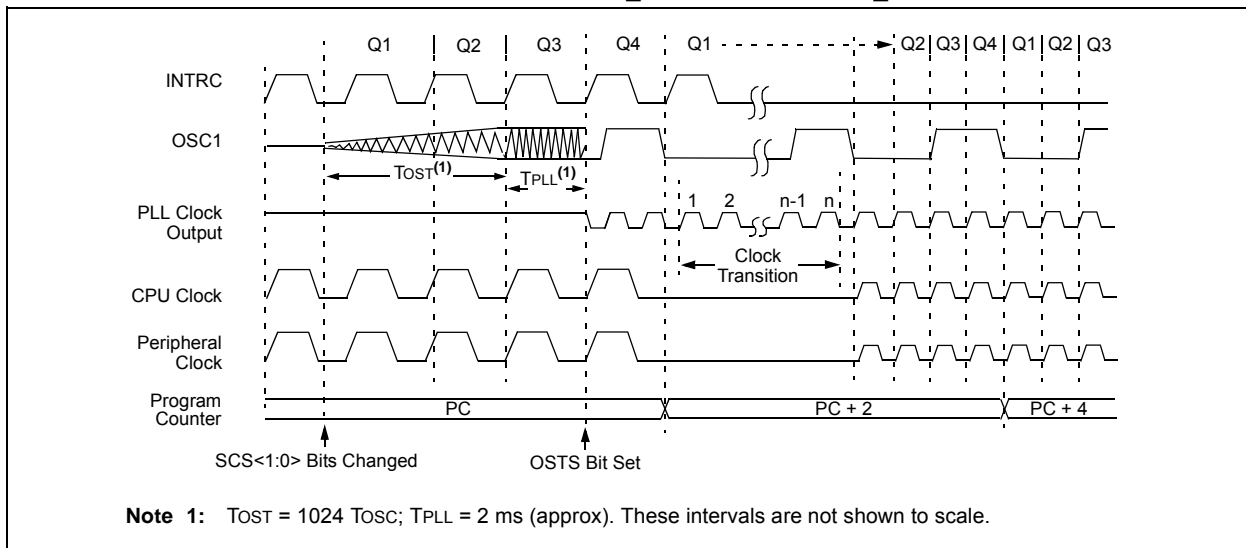 Q1 Q2 Q3 Q4 Q1 Q2 Q3 Q4 Q1 Q2 Q3
INTRC
OSC1
TOST(1) TPLL(1)
1 2 n-1 n
PLL Clock
Output
Clock
Transition
CPU Clock
Peripheral
Clock
Program
Counter
PC PC + 2 PC + 4
SCS<1:0> Bits Changed OSTS Bit Set
Note 1: TOST = 1024 TOSC; TPLL = 2 ms (approx). These intervals are not shown to scale.